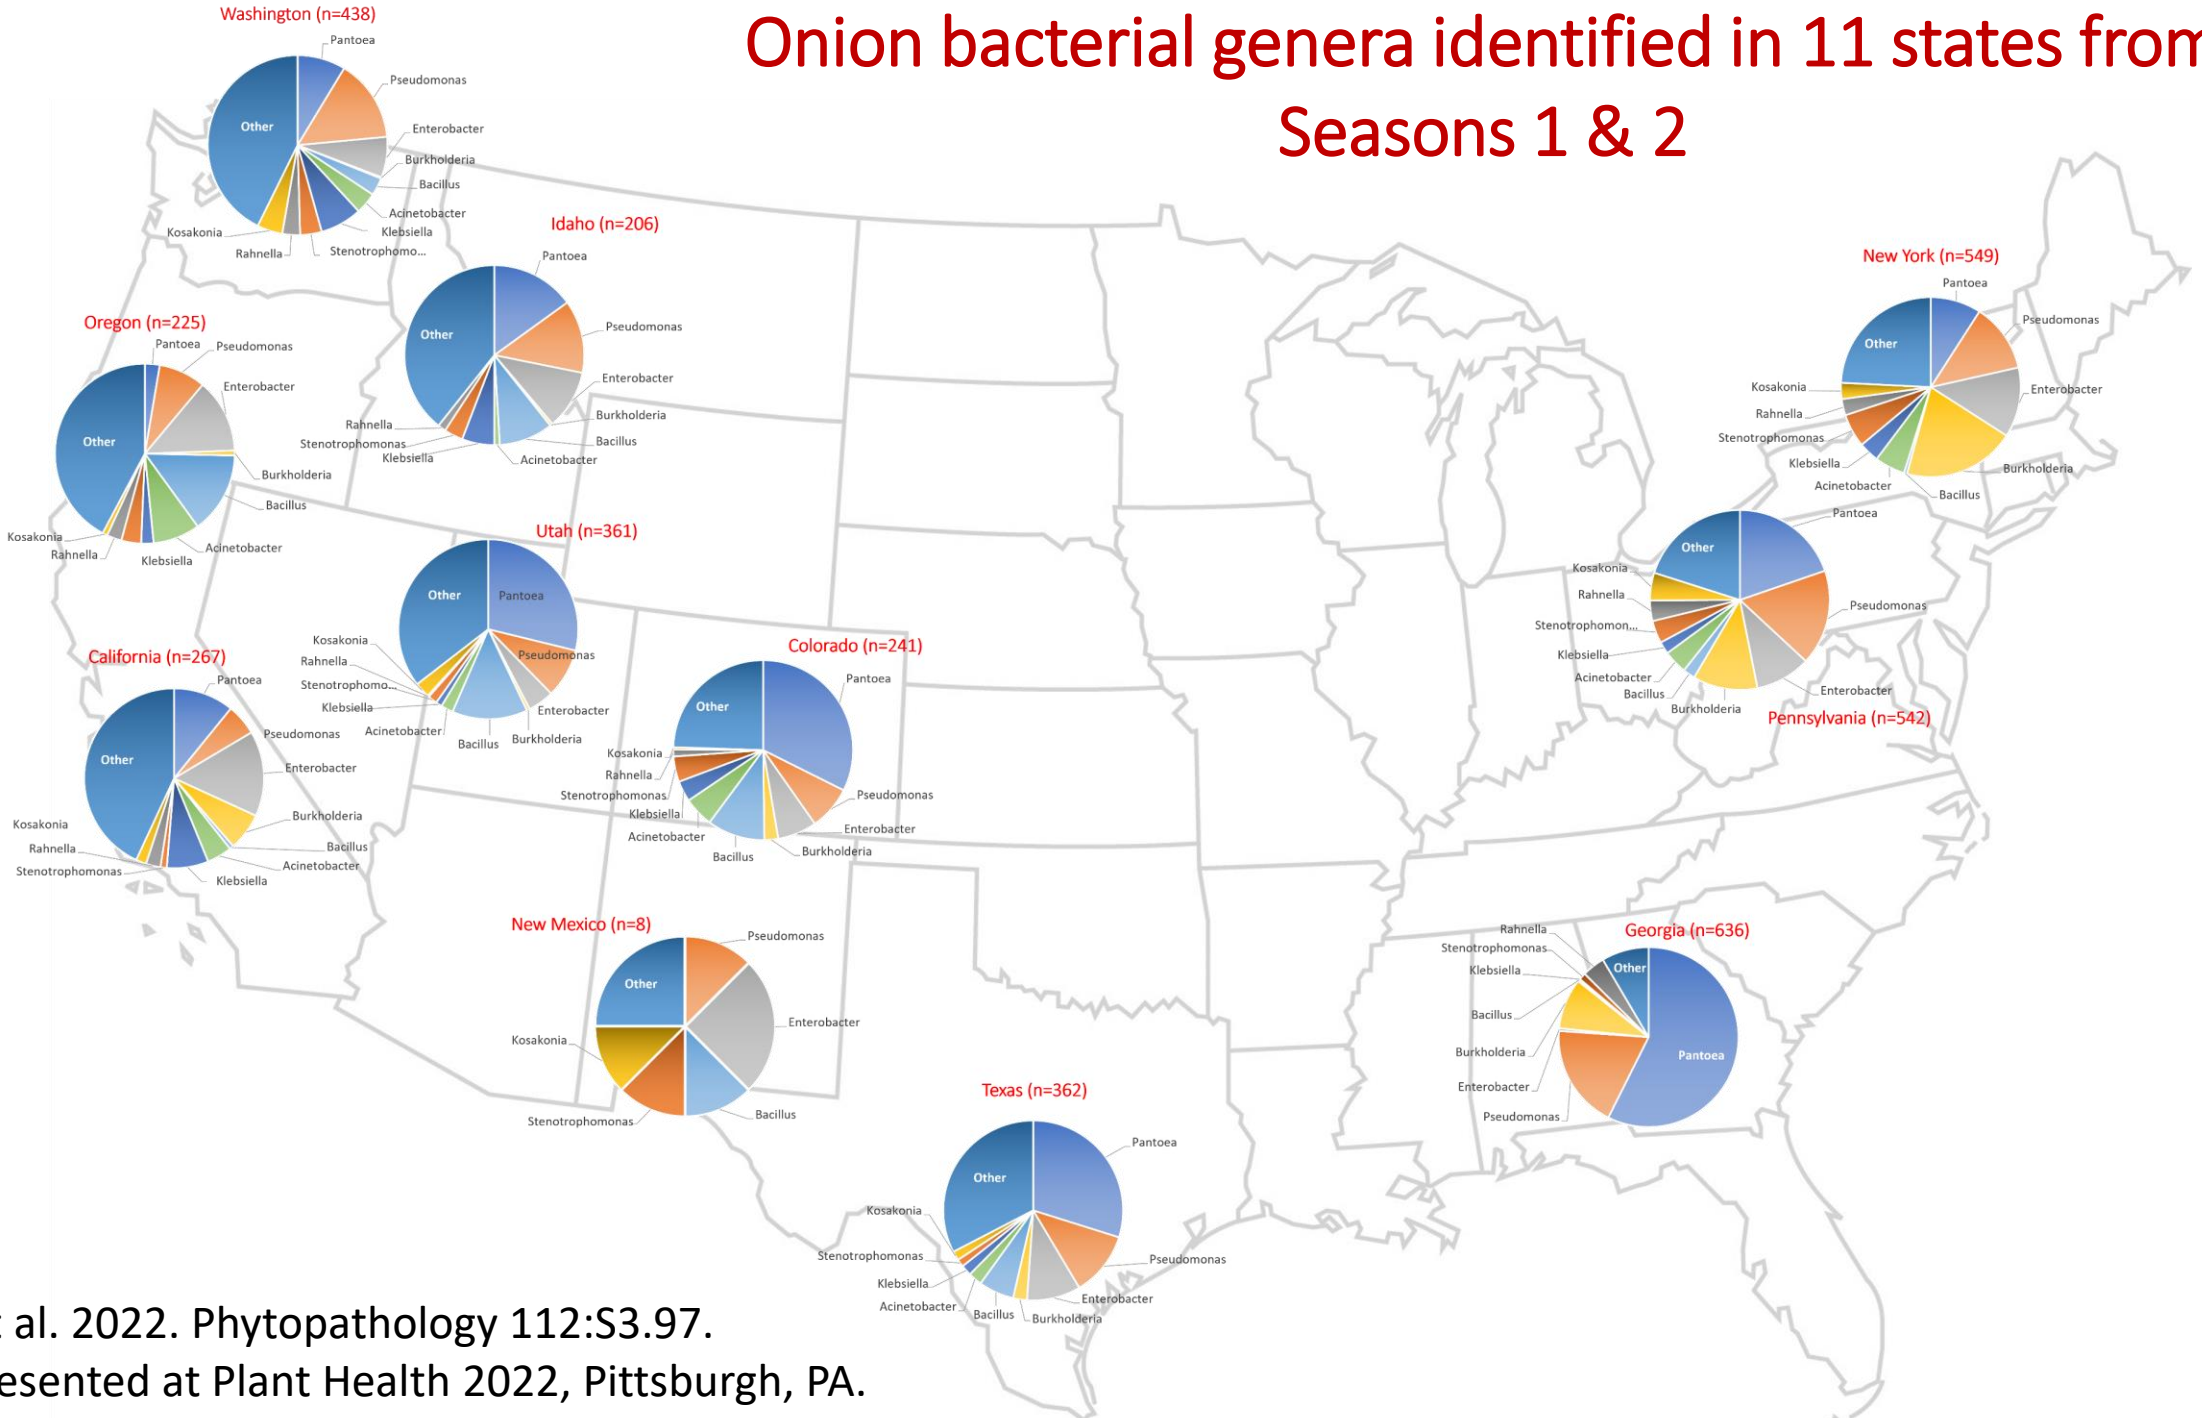 Onion bacterial genera identified in 11 states from
Seasons 1 & 2
Washington (n=438)
Pantoea
Pseudomonas
Enterobacter
Burkholderia
Bacillus
Acinetobacter
Klebsiella
Stenotrophomo...
Rahnella
Kosakonia
Other
Idaho (n=206)
Pantoea
Pseudomonas
Enterobacter
Burkholderia
Bacillus
Acinetobacter
Klebsiella
Stenotrophomonas
Rahnella
Other
Oregon (n=225)
Pantoea
Pseudomonas
Enterobacter
Burkholderia
Bacillus
Acinetobacter
Klebsiella
Rahnella
Kosakonia
Other
Utah (n=361)
Pantoea
Pseudomonas
Enterobacter
Burkholderia
Bacillus
Acinetobacter
Klebsiella
Stenotrophomo...
Rahnella
Kosakonia
Other
California (n=267)
Pantoea
Pseudomonas
Enterobacter
Burkholderia
Bacillus
Acinetobacter
Klebsiella
Stenotrophomonas
Rahnella
Kosakonia
Other
Colorado (n=241)
Pantoea
Pseudomonas
Enterobacter
Burkholderia
Bacillus
Acinetobacter
Klebsiella
Stenotrophomonas
Rahnella
Kosakonia
Other
New Mexico (n=8)
Pseudomonas
Enterobacter
Bacillus
Stenotrophomonas
Kosakonia
Other
Texas (n=362)
Pantoea
Pseudomonas
Enterobacter
Burkholderia
Bacillus
Acinetobacter
Klebsiella
Stenotrophomonas
Kosakonia
Other
New York (n=549)
Pantoea
Pseudomonas
Enterobacter
Burkholderia
Bacillus
Acinetobacter
Klebsiella
Stenotrophomonas
Rahnella
Kosakonia
Other
Pantoea
Pseudomonas
Enterobacter
Burkholderia
Bacillus
Acinetobacter
Klebsiella
Stenotrophomon...
Rahnella
Kosakonia
Other
Pennsylvania (n=542)
Georgia (n=636)
Rahnella
Stenotrophomonas
Klebsiella
Bacillus
Burkholderia
Enterobacter
Pseudomonas
Pantoea
Other
al. 2022. Phytopathology 112:S3.97.
esented at Plant Health 2022, Pittsburgh, PA.